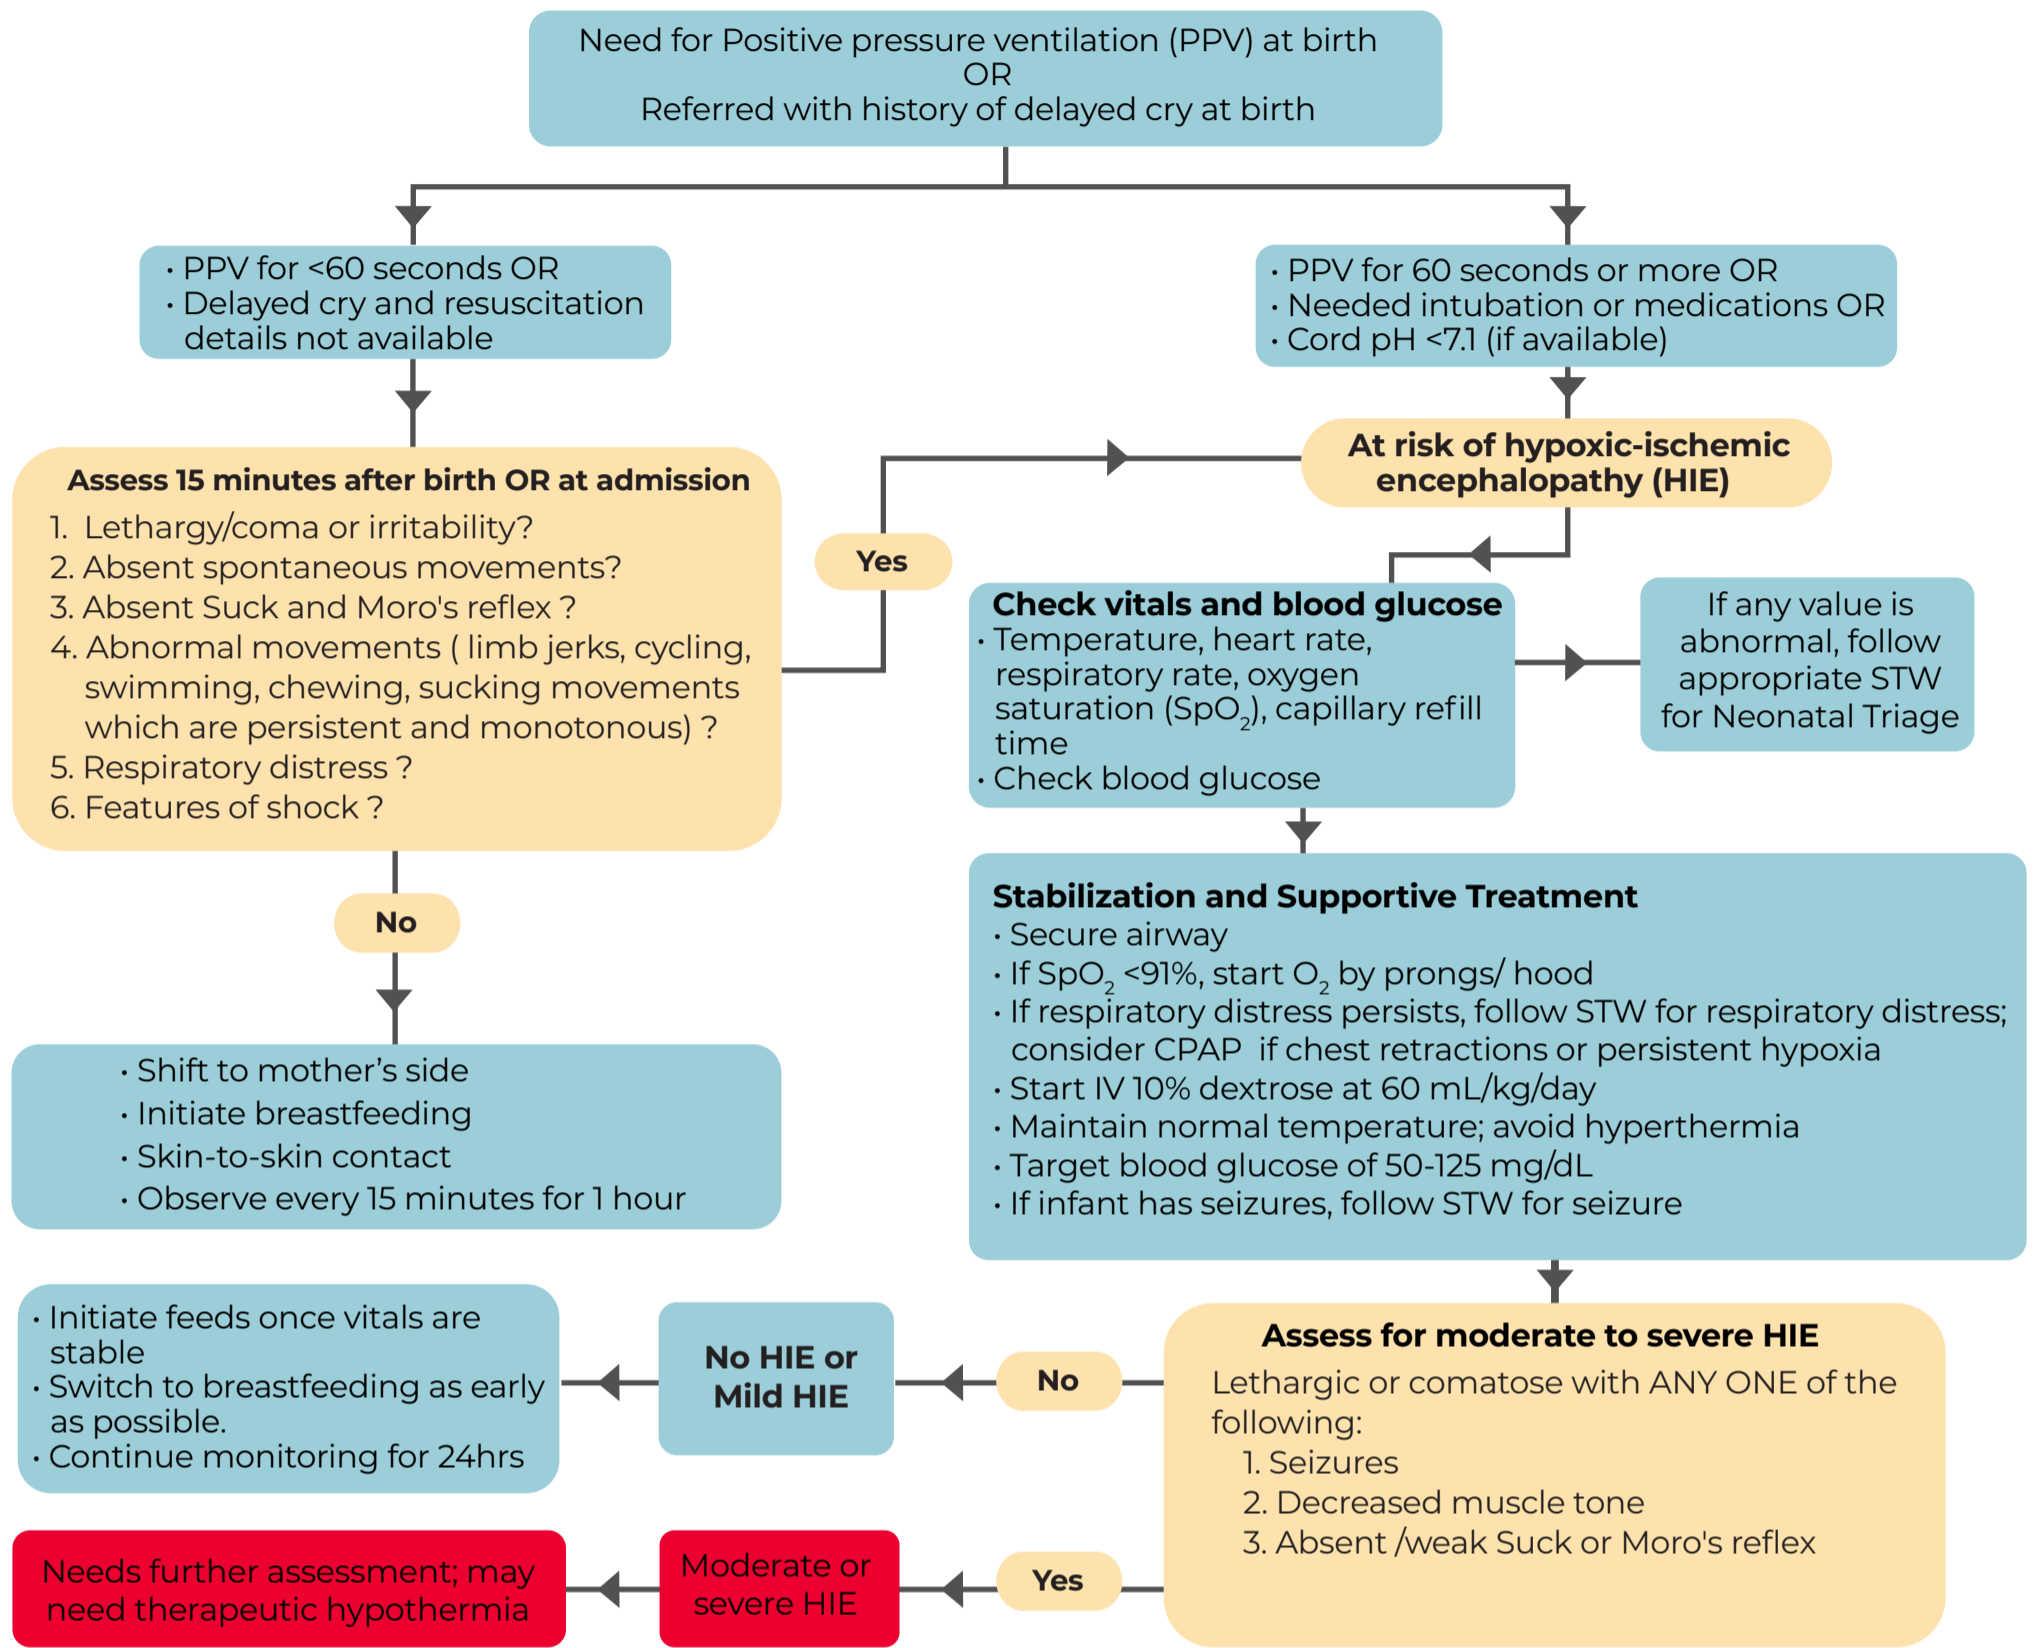 Need for Positive pressure ventilation (PPV) at birth
OR
Referred with history of delayed cry at birth
· PPV for <60 seconds OR
· Delayed cry and resuscitation
details not available
· PPV for 60 seconds or more OR
· Needed intubation or medications OR
· Cord pH <7.1 (if available)
Assess 15 minutes after birth OR at admission
1. Lethargy/coma or irritability?
2. Absent spontaneous movements?
3. Absent Suck and Moro's reflex ?
4. Abnormal movements ( limb jerks, cycling,
swimming, chewing, sucking movements
which are persistent and monotonous) ?
5. Respiratory distress ?
6. Features of shock ?
Yes
At risk of hypoxic-ischemic
encephalopathy (HIE)
Check vitals and blood glucose
· Temperature, heart rate,
respiratory rate, oxygen
saturation (SpO₂), capillary refill
time
· Check blood glucose
If any value is
abnormal, follow
appropriate STW
for Neonatal Triage
No
· Shift to mother’s side
· Initiate breastfeeding
· Skin-to-skin contact
· Observe every 15 minutes for 1 hour
Stabilization and Supportive Treatment
· Secure airway
· If SpO₂ <91%, start O₂ by prongs/ hood
· If respiratory distress persists, follow STW for respiratory distress;
consider CPAP if chest retractions or persistent hypoxia
· Start IV 10% dextrose at 60 mL/kg/day
· Maintain normal temperature; avoid hyperthermia
· Target blood glucose of 50-125 mg/dL
· If infant has seizures, follow STW for seizure
Assess for moderate to severe HIE
Lethargic or comatose with ANY ONE of the
following:
1. Seizures
2. Decreased muscle tone
3. Absent /weak Suck or Moro's reflex
No
No HIE or
Mild HIE
· Initiate feeds once vitals are
stable
· Switch to breastfeeding as early
as possible.
· Continue monitoring for 24hrs
Yes
Moderate or
severe HIE
Needs further assessment; may
need therapeutic hypothermia